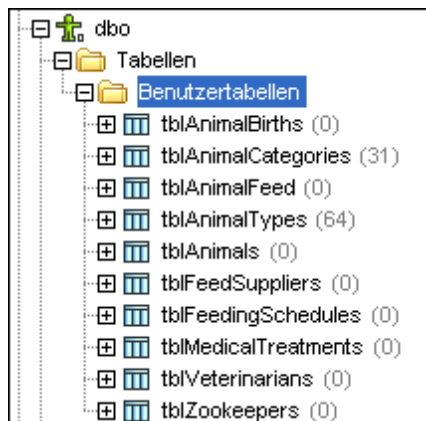 dbo
Tabellen
Benutzertabellen
tblAnimalBirths (0)
tblAnimalCategories (31)
tblAnimalFeed (0)
tblAnimalTypes (64)
tblAnimals (0)
tblFeedSuppliers (0)
tblFeedingSchedules (0)
tblMedicalTreatments (0)
tblVeterinarians (0)
tblZookeepers (0)